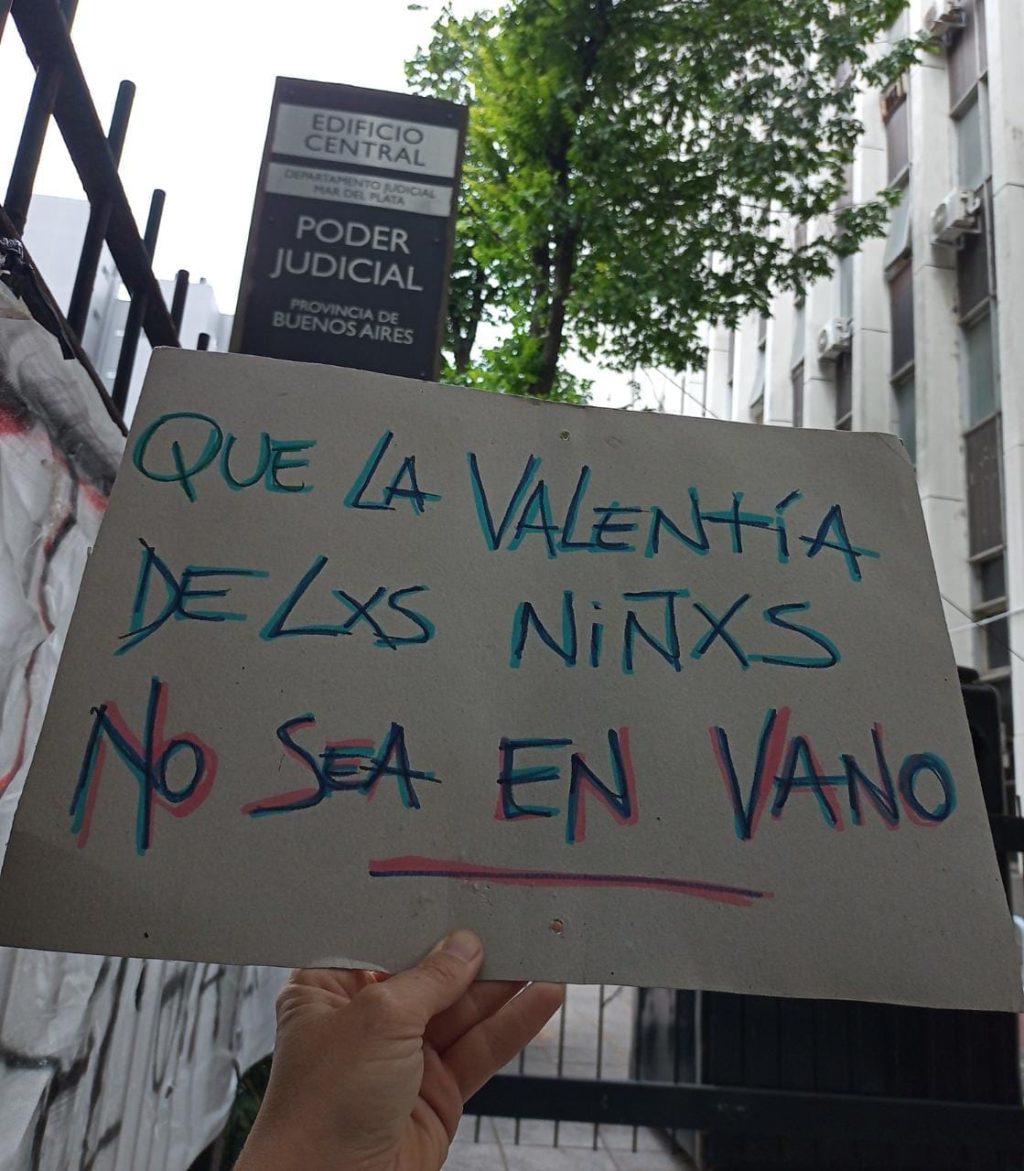 EDIFICIO
CENTRAL
DEPARTAMENTO JUDICIAL
MAR DEL PLATA
PODER
JUDICIAL
PROVINCIA DE
BUENOS AIRES
QUE LA VALENTÍA
DE LXS NIÑXS
NO SEA EN VANO